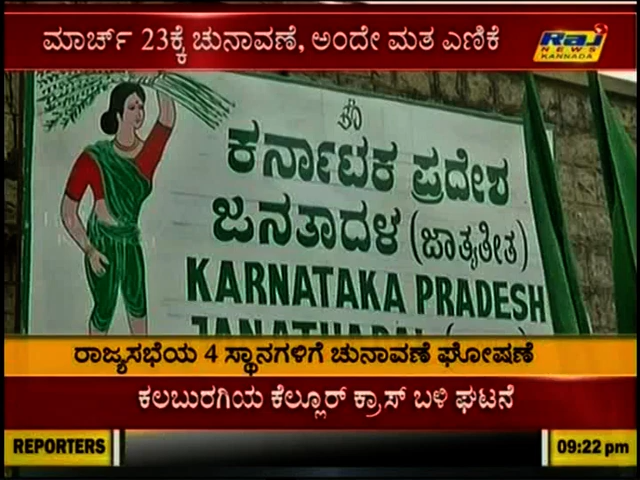 ಮಾರ್ಚ್ 23ಕ್ಕೆ ಚುನಾವಣೆ, ಅಂದೇ ಮತ ಎಣಿಕೆ
Raj
NEWS
KANNADA
ಕರ್ನಾಟಕ ಪ್ರದೇಶ
ಜನತಾದಳ (ಜಾತ್ಯತೀತ)
KARNATAKA PRADESH
ರಾಜ್ಯಸಭೆಯ 4 ಸ್ಥಾನಗಳಿಗೆ ಚುನಾವಣೆ ಘೋಷಣೆ
ಕಲಬುರಗಿಯ ಕೆಲ್ಲೂರ್ ಕ್ರಾಸ್ ಬಳಿ ಘಟನೆ
REPORTERS
09:22 pm